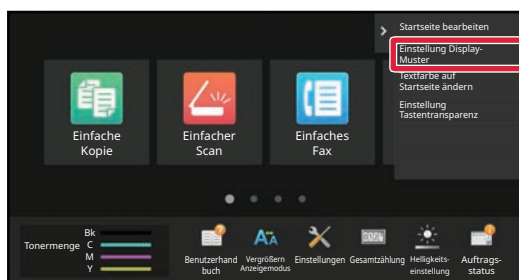 Startseite bearbeiten
Einstellung Display-
Muster
Textfarbe auf
Startseite ändern
Einstellung
Tastentransparenz
Einfache
Kopie
Einfacher
Scan
Einfaches
Fax
Tonermenge
Bk
C
M
Y
Benutzerhand
buch
Vergrößern
Anzeigemodus
Einstellungen
Gesamtzählung
Helligkeits-
einstellung
Auftrags-
status